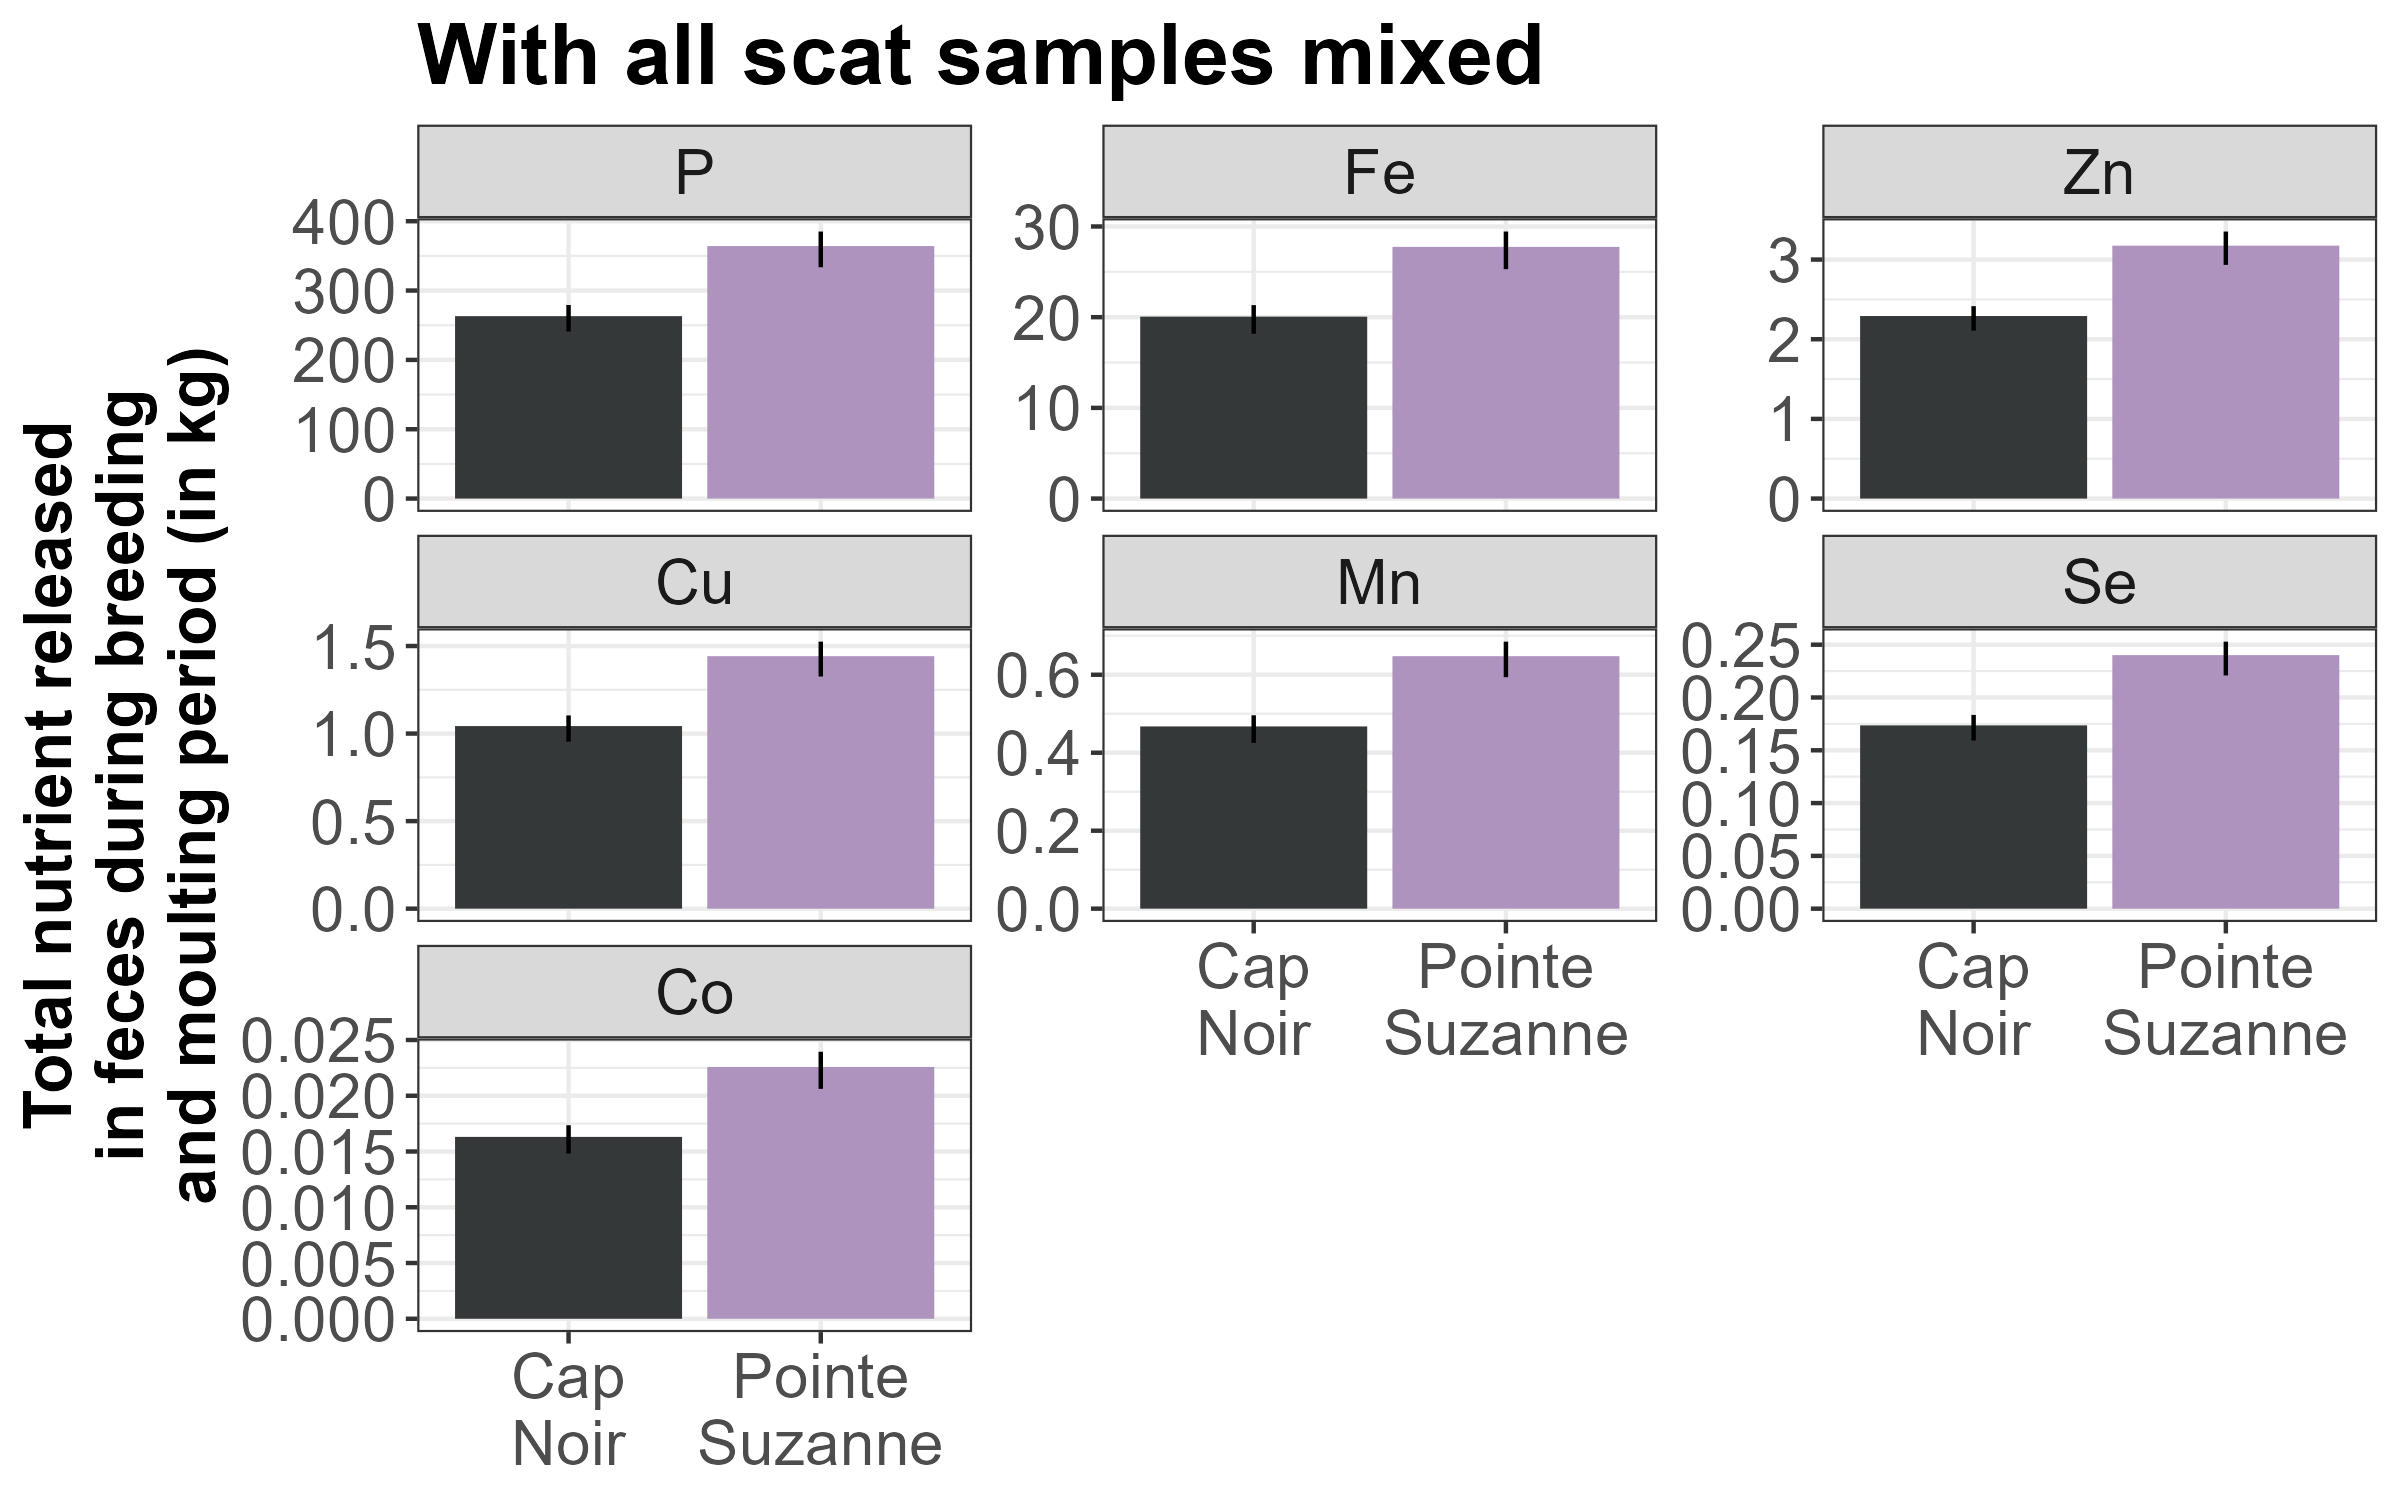 With all scat samples mixed
Total nutrient released
in feces during breeding
and moulting period (in kg)
P
400
300
200
100
0
Fe
30
20
10
0
Zn
3
2
1
0
Cu
1.5
1.0
0.5
0.0
Mn
0.6
0.4
0.2
0.0
Cap
Noir
Pointe
Suzanne
Se
0.25
0.20
0.15
0.10
0.05
0.00
Cap
Noir
Pointe
Suzanne
Co
0.025
0.020
0.015
0.010
0.005
0.000
Cap
Noir
Pointe
Suzanne